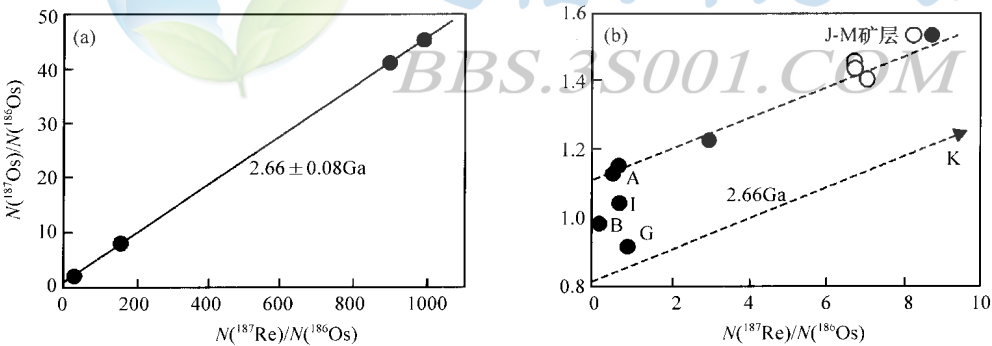 (a)
50
40
30
20
10
0
N(¹⁸⁷Os)/N(¹⁸⁶Os)
2.66±0.08Ga
0 200 400 600 800 1000
N(¹⁸⁷Re)/N(¹⁸⁶Os)
(b)
1.6
1.4
1.2
1.0
0.8
J-M矿层
BBS.3S001.COM
A
I
B
G
K
2.66Ga
0 2 4 6 8 10
N(¹⁸⁷Re)/N(¹⁸⁶Os)